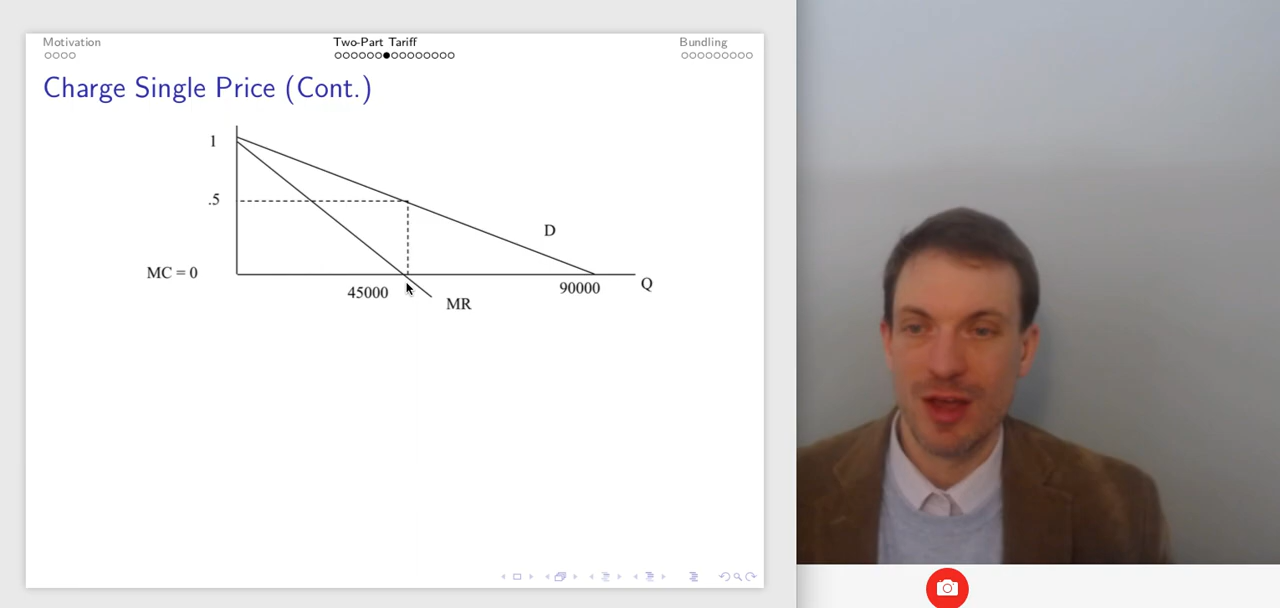 Motivation Two-Part Tariff Bundling
Charge Single Price (Cont.)
1
.5
D
MC = 0
45000
90000
Q
MR